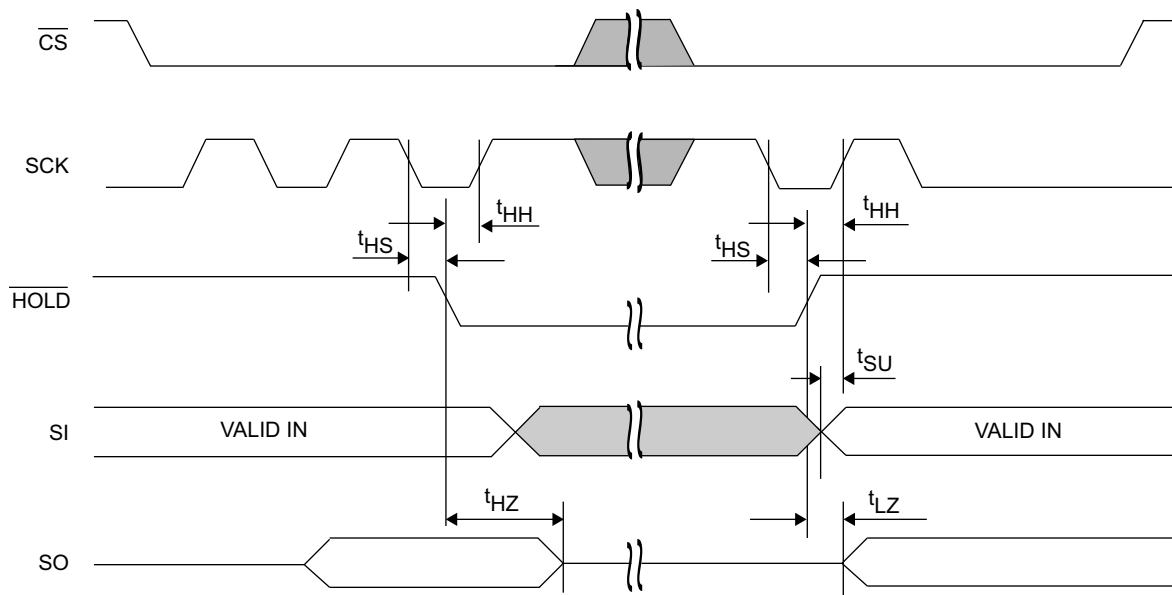 CS
SCK
tHH
tHH
tHS
tHS
HOLD
tSU
SI
VALID IN
VALID IN
tHZ
tLZ
SO